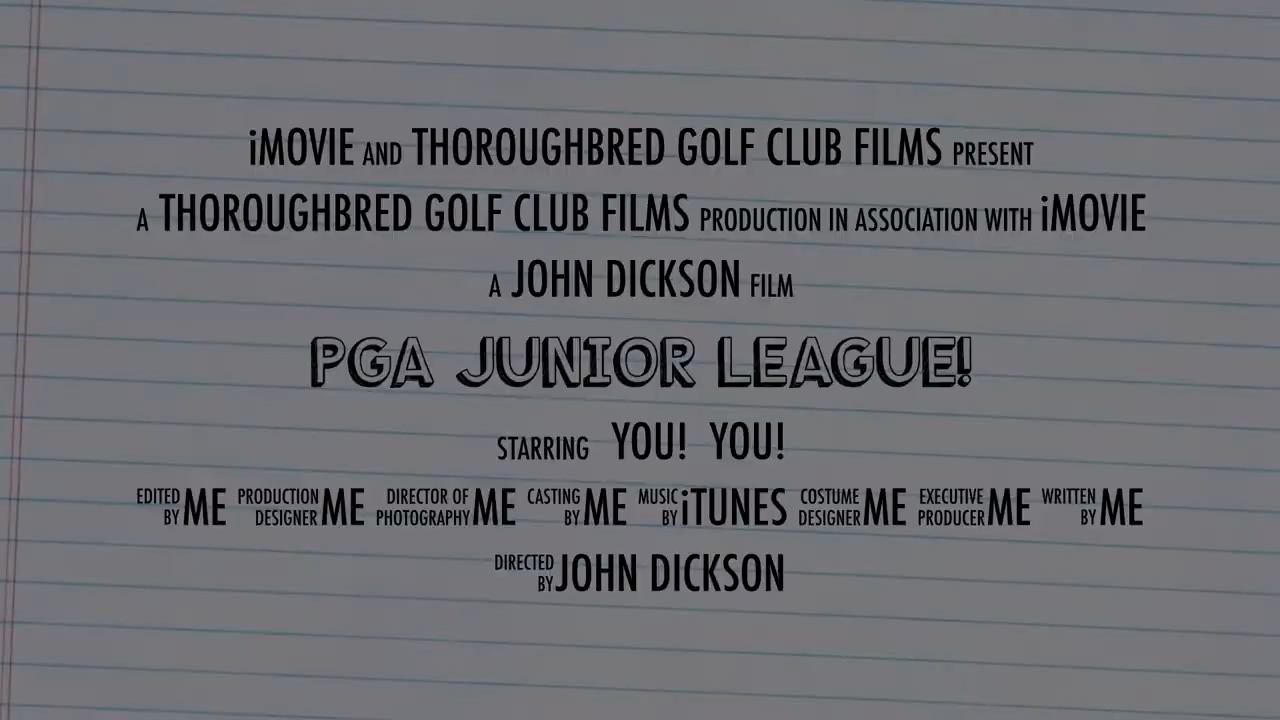 iMOVIE AND THOROUGHBRED GOLF CLUB FILMS PRESENT
A THOROUGHBRED GOLF CLUB FILMS PRODUCTION IN ASSOCIATION WITH iMOVIE
A JOHN DICKSON FILM
PGA JUNIOR LEAGUE!
STARRING YOU! YOU!
EDITED BY ME PRODUCTION DESIGNER ME DIRECTOR OF PHOTOGRAPHY ME CASTING BY ME MUSIC BY iTUNES COSTUME DESIGNER ME EXECUTIVE PRODUCER ME WRITTEN BY ME
DIRECTED BY JOHN DICKSON